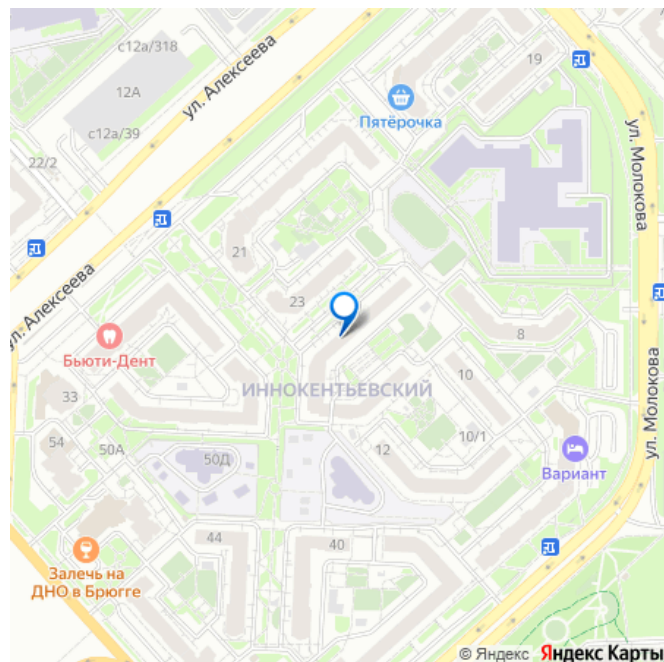 с12а/318
12А
ул. Алексеева
с12а/39
22/2
19
Пятёрочка
ул. Молокова
21
ул. Алексеева
23
8
Бьюти-Дент
ИННОКЕНТЬЕВСКИЙ
10
33
ул. Молокова
54
50А
50Д
12
10/1
Вариант
44
40
Залечь на
ДНО в Брюгге
© Яндекс Яндекс Карты